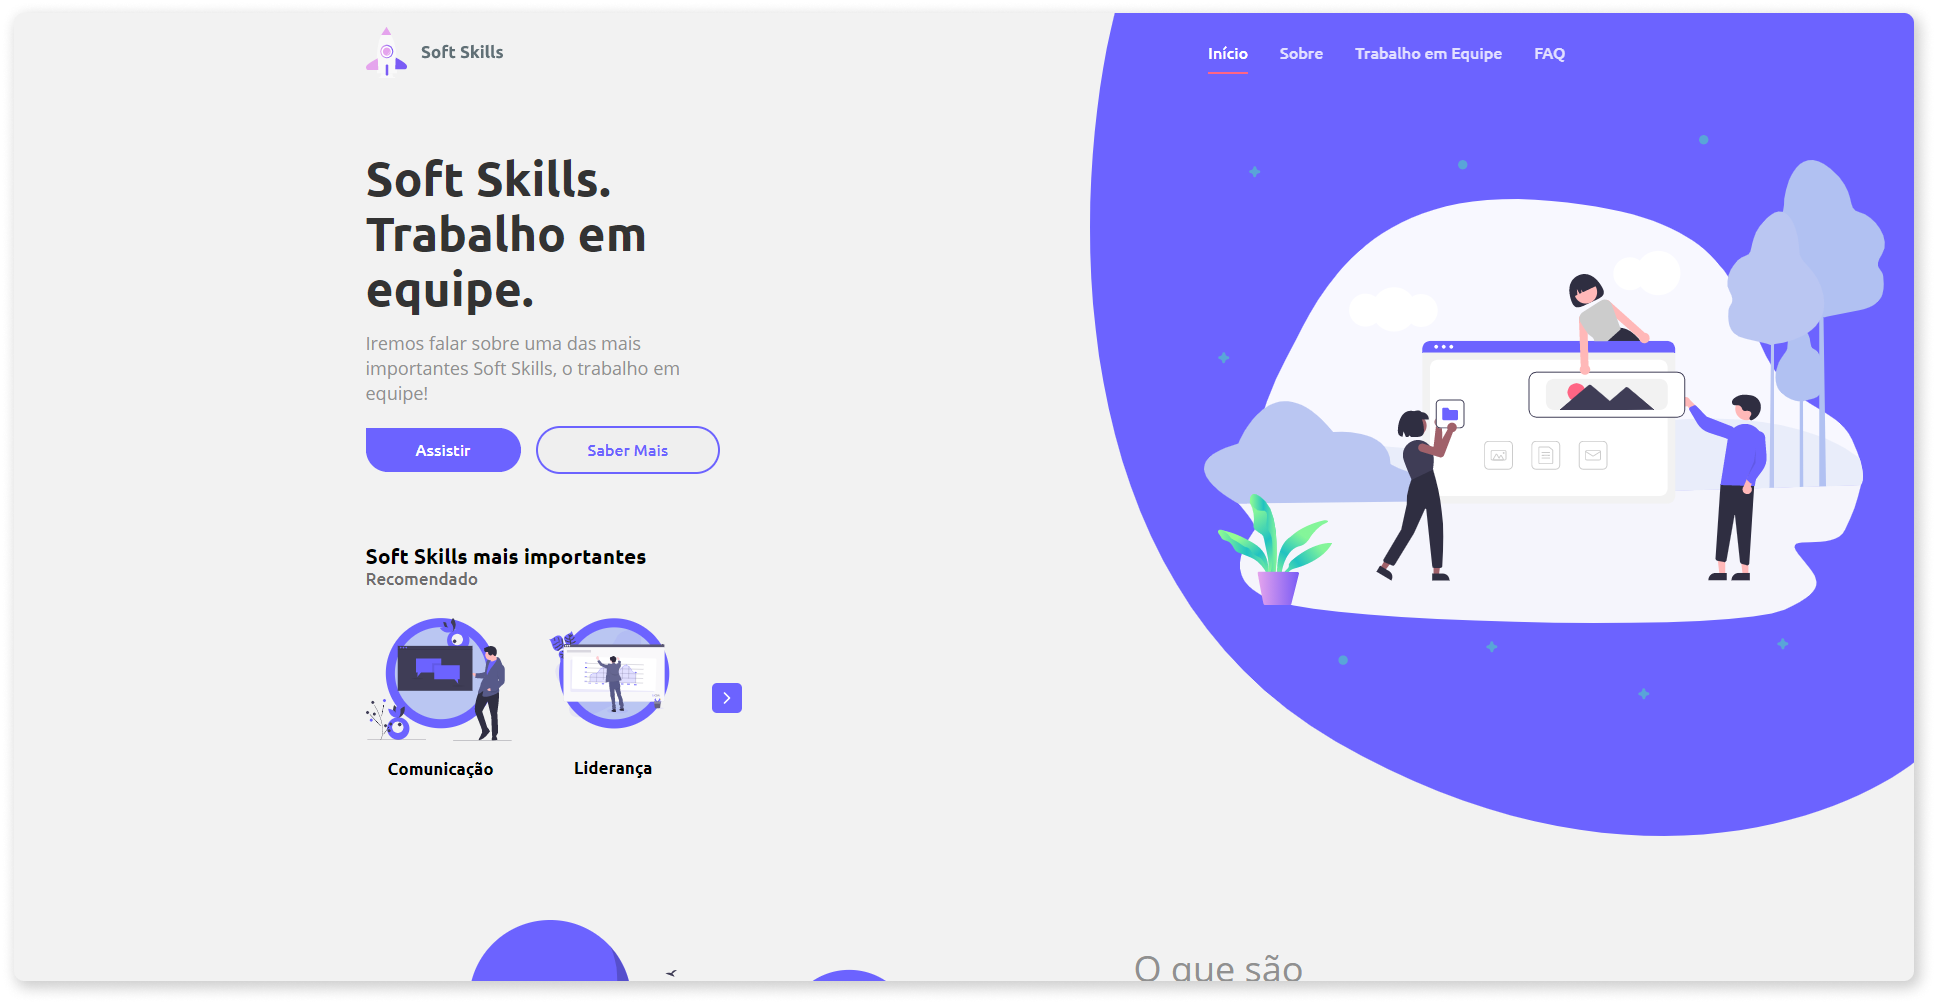 Soft Skills
Início
Sobre
Trabalho em Equipe
FAQ
Soft Skills.
Trabalho em
equipe.
Iremos falar sobre uma das mais
importantes Soft Skills, o trabalho em
equipe!
Assistir
Saber Mais
Soft Skills mais importantes
Recomendado
Comunicação
Liderança
O que são